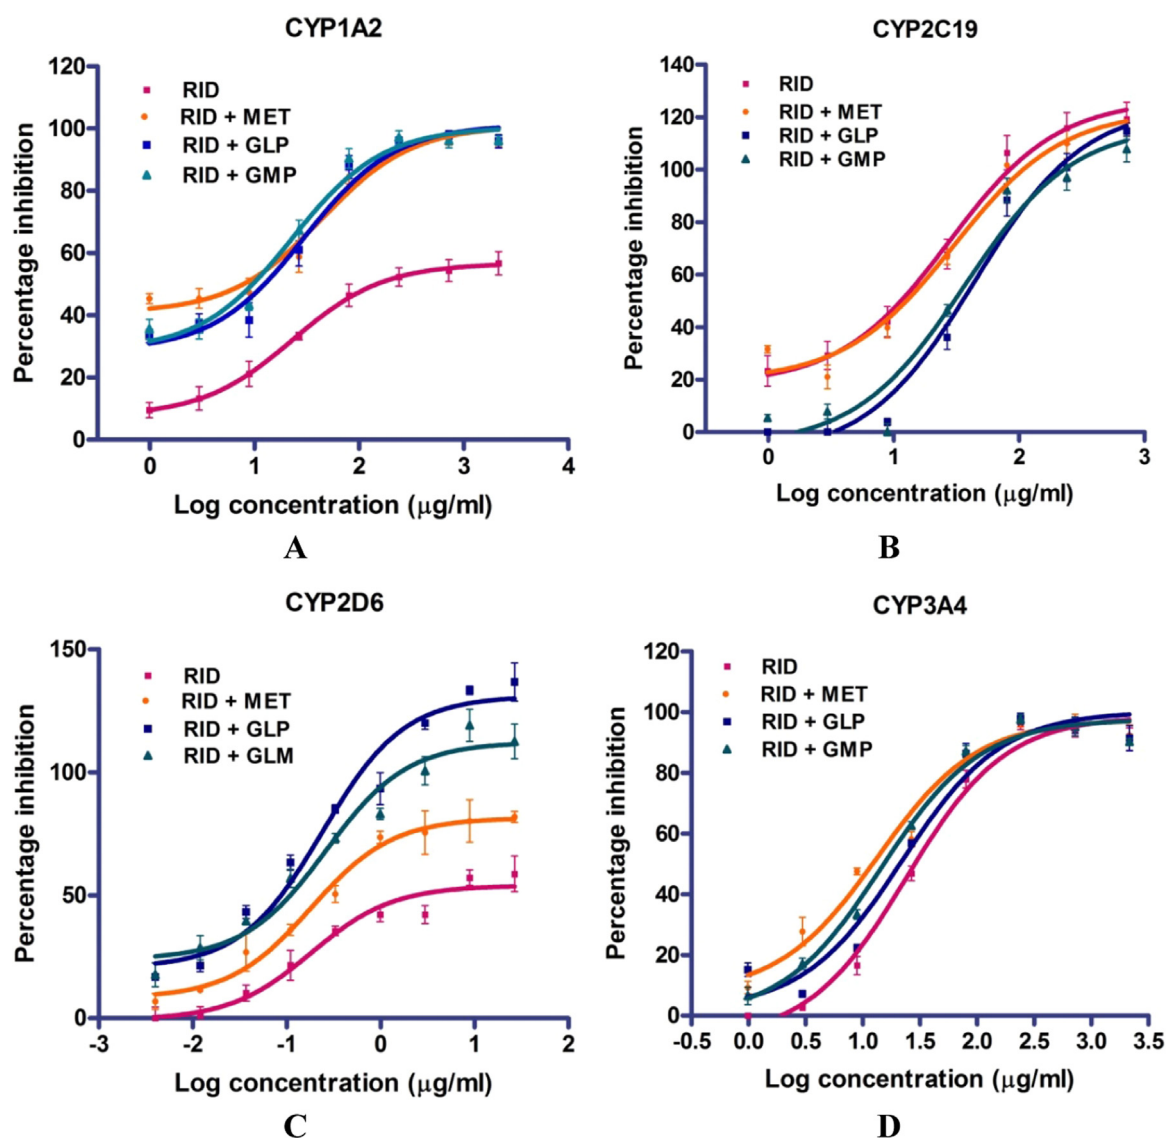 CYP1A2
120
100
80
60
40
20
0
0 1 2 3 4
Percentage inhibition
Log concentration (μg/ml)
RID
RID + MET
RID + GLP
RID + GMP
A
CYP2C19
140
120
100
80
60
40
20
0
0 1 2 3
Percentage inhibition
Log concentration (μg/ml)
RID
RID + MET
RID + GLP
RID + GMP
B
CYP2D6
150
100
50
0
-3 -2 -1 0 1 2
Percentage inhibition
Log concentration (μg/ml)
RID
RID + MET
RID + GLP
RID + GLM
C
CYP3A4
120
100
80
60
40
20
0
-0.5 0.0 0.5 1.0 1.5 2.0 2.5 3.0 3.5
Percentage inhibition
Log concentration (μg/ml)
RID
RID + MET
RID + GLP
RID + GMP
D